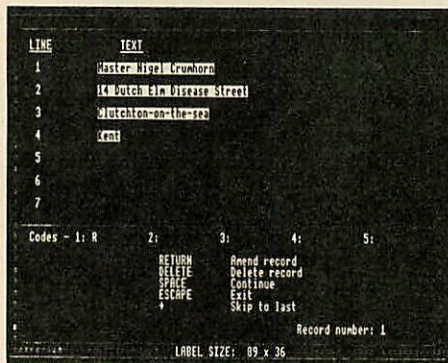 LINE TEXT
1 Master Nigel Crumhorn
2 14 Dutch Elm Disease Street
3 Clutchton-on-the-sea
4 Kent
5
6
7
Codes - 1: R 2: 3: 4: 5:
RETURN Amend record
DELETE Delete record
SPACE Continue
ESCAPE Exit
+ Skip to last
Record number: 1
LABEL SIZE: 89 x 36